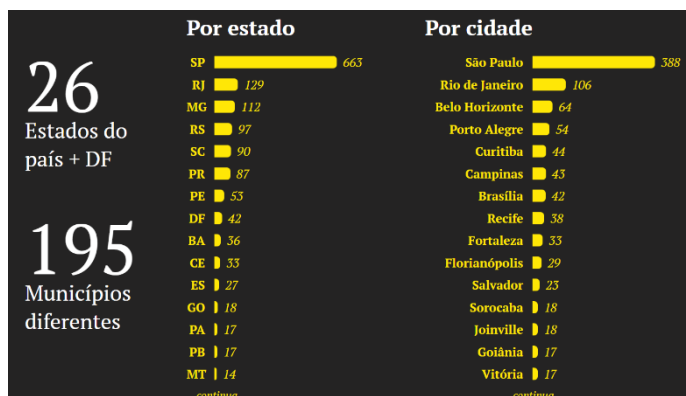 26
Estados do
país + DF
195
Municípios
diferentes
Por estado
SP 663
RJ 129
MG 112
RS 97
SC 90
PR 87
PE 53
DF 42
BA 36
CE 33
ES 27
GO 18
PA 17
PB 17
MT 14
continua
Por cidade
São Paulo 388
Rio de Janeiro 106
Belo Horizonte 64
Porto Alegre 54
Curitiba 44
Campinas 43
Brasília 42
Recife 38
Fortaleza 33
Florianópolis 29
Salvador 23
Sorocaba 18
Joinville 18
Goiânia 17
Vitória 17
continua